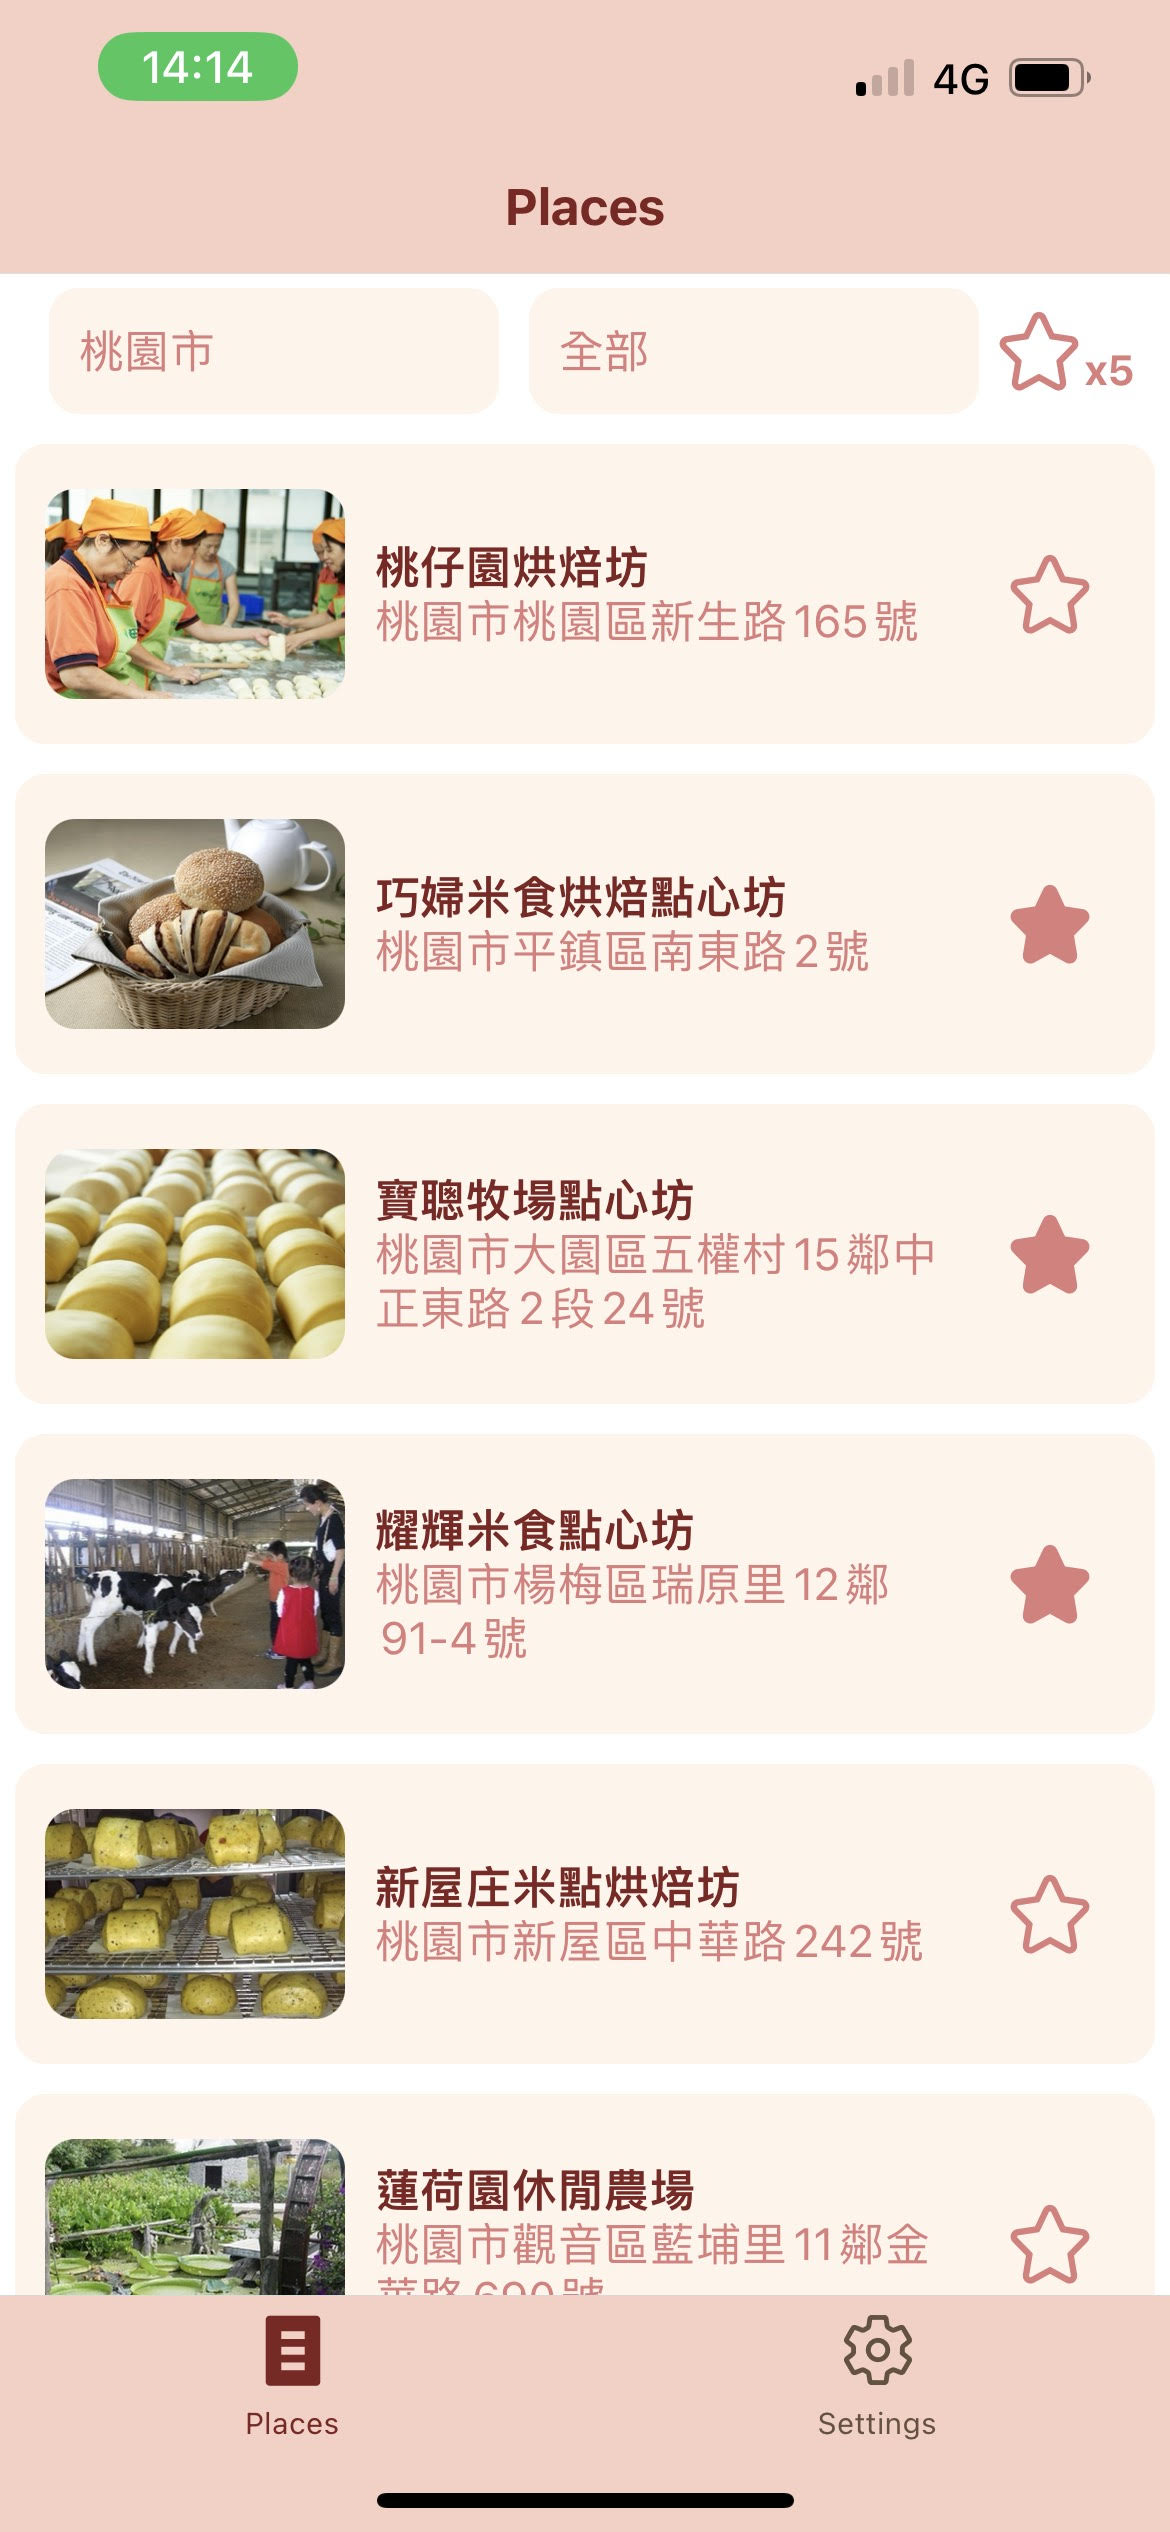 14:14
4G
Places
桃園市
全部
x5
桃仔園烘焙坊
桃園市桃園區新生路165號
巧婦米食烘焙點心坊
桃園市平鎮區南東路2號
寶聰牧場點心坊
桃園市大園區五權村15鄰中
正東路2段24號
耀輝米食點心坊
桃園市楊梅區瑞原里12鄰
91-4號
新屋庄米點烘焙坊
桃園市新屋區中華路242號
蓮荷園休閒農場
桃園市觀音區藍埔里11鄰金
Places
Settings